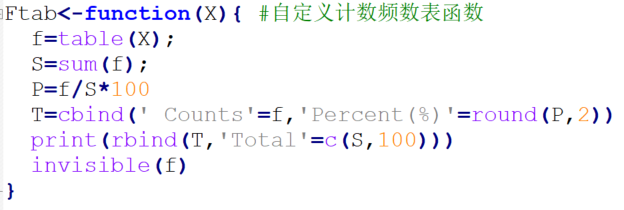 Ftab<-function(X){ #自定义计数频数表函数
f=table(X);
S=sum(f);
P=f/S*100
T=cbind(' Counts'=f,'Percent(%)'=round(P,2))
print(rbind(T,'Total'=c(S,100)))
invisible(f)
}